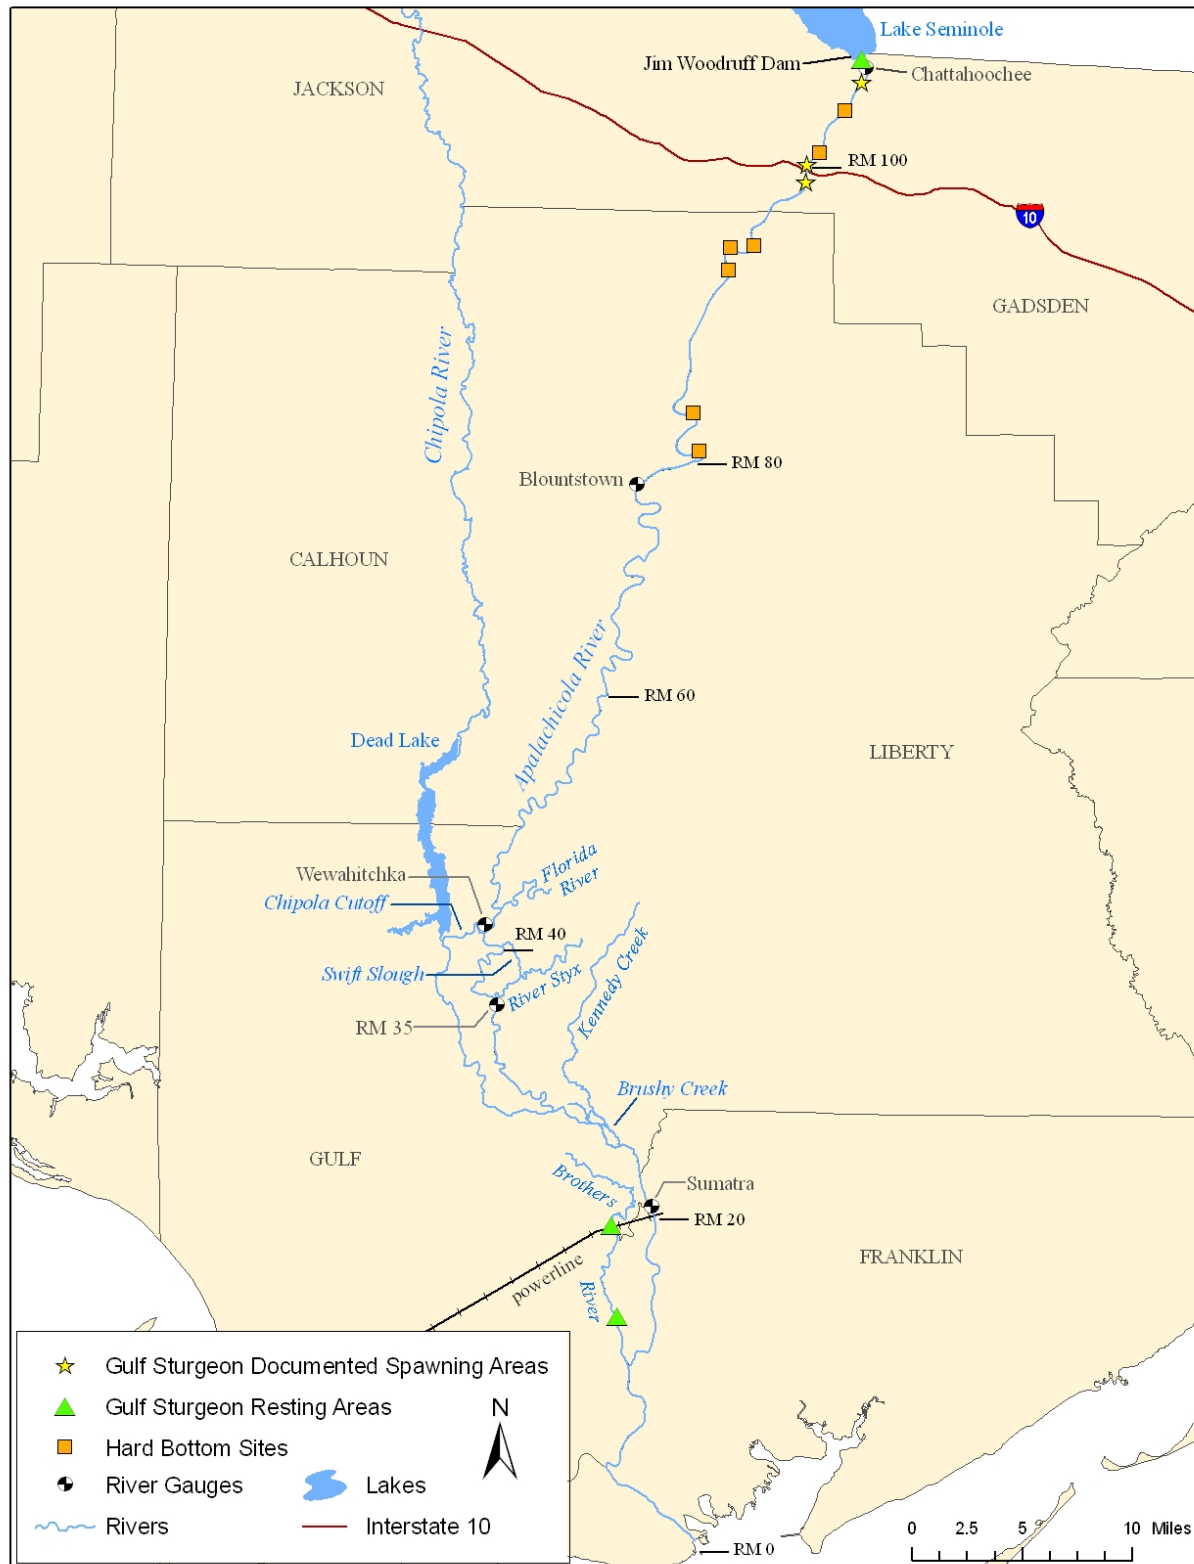 Lake Seminole
Jim Woodruff Dam
Chattahoochee
JACKSON
RM 100
10
GADSDEN
Chipola River
RM 80
Blountstown
CALHOUN
Apalachicola River
RM 60
Dead Lake
LIBERTY
Florida
River
Wewahitchka
Chipola Cutoff
RM 40
Swift Slough
River Styx
Kennedy Creek
RM 35
Brushy Creek
GULF
Brothers
Sumatra
RM 20
FRANKLIN
powerline
River
Gulf Sturgeon Documented Spawning Areas
Gulf Sturgeon Resting Areas
N
Hard Bottom Sites
River Gauges
Lakes
Rivers
Interstate 10
RM 0
0 2.5 5 10 Miles